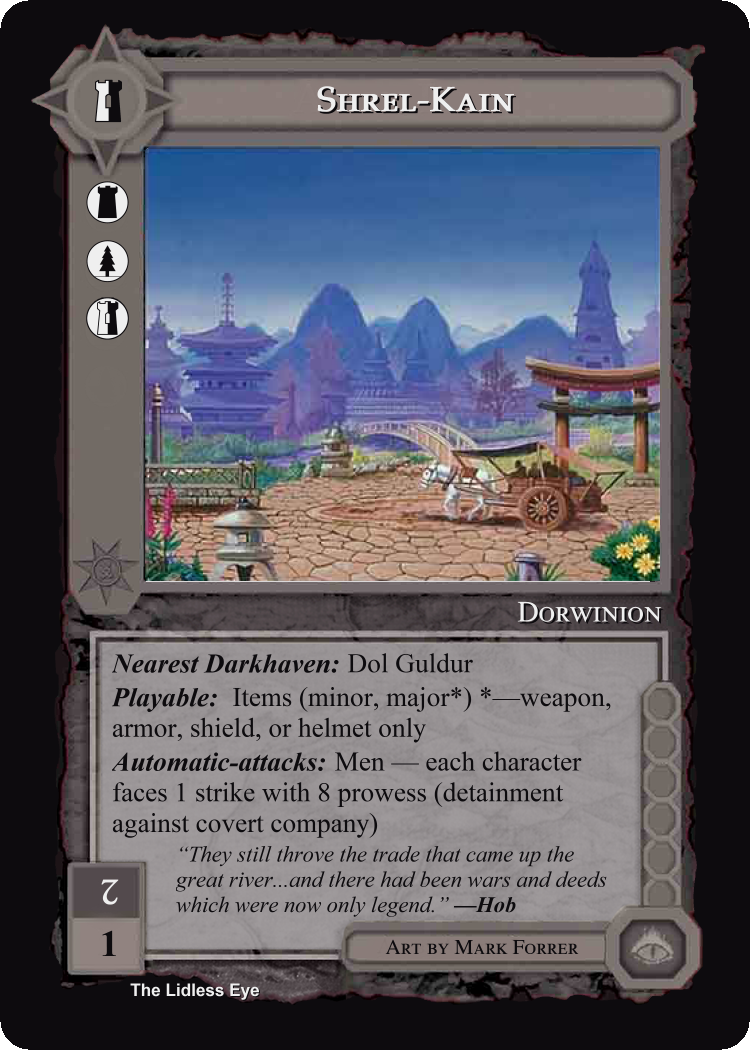 Shrel-Kain
Dorwinion
Nearest Darkhaven: Dol Guldur
Playable: Items (minor, major*) *—weapon,
armor, shield, or helmet only
Automatic-attacks: Men — each character
faces 1 strike with 8 prowess (detainment
against covert company)
“They still throve the trade that came up the
great river...and there had been wars and deeds
which were now only legend.” —Hob
2
1
Art by Mark Forrer
The Lidless Eye